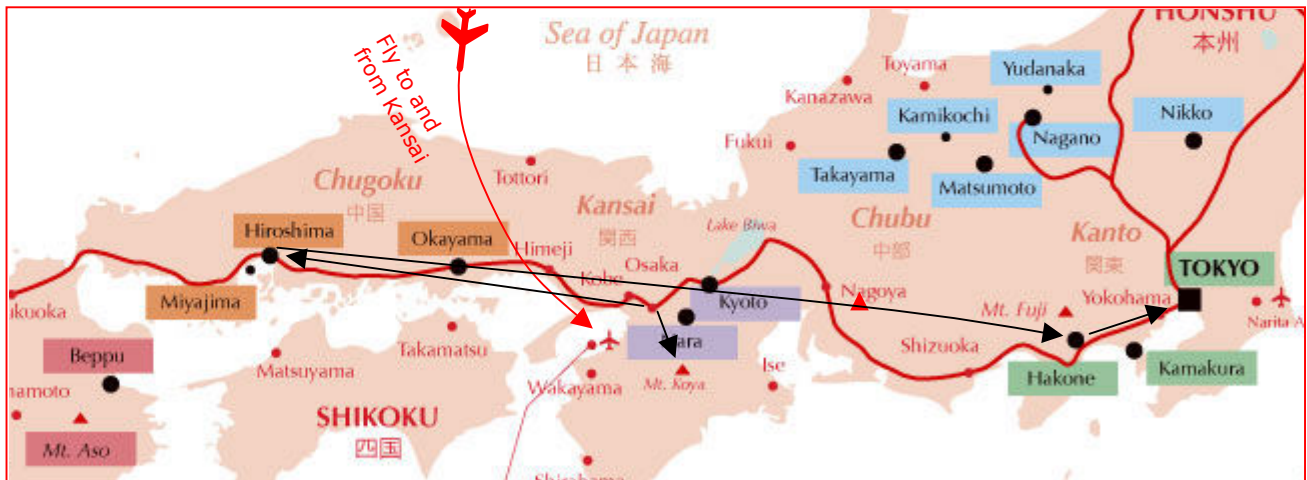 HONSHU
本州
Sea of Japan
日本海
Fly to and
from Kansai
Toyama
Yudanaka
Kanazawa
Kamikochi
Nikko
Nagano
Fukui
Takayama
Matsumoto
Tottori
Chugoku
中国
Kansai
関西
Lake Biwa
Chubu
中部
Kanto
関東
Hiroshima
Okayama
Himeji
Osaka
Kobe
TOKYO
Miyajima
Kyoto
Nagoya
Mt. Fuji
Yokohama
Narita
Beppu
Takamatsu
Matsuyama
Wakayama
Mt. Koya
Ise
Shizuoka
Hakone
Kamakura
SHIKOKU
四国
Mt. Aso